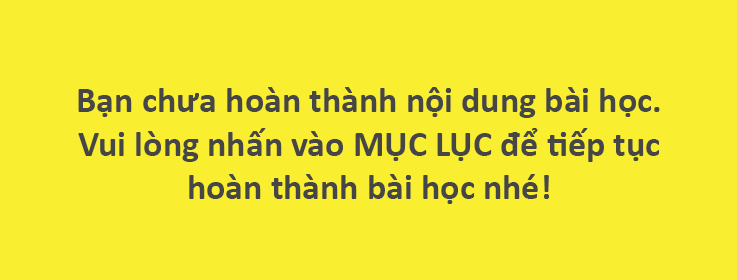 Bạn chưa hoàn thành nội dung bài học.
Vui lòng nhấn vào MỤC LỤC để tiếp tục
hoàn thành bài học nhé!